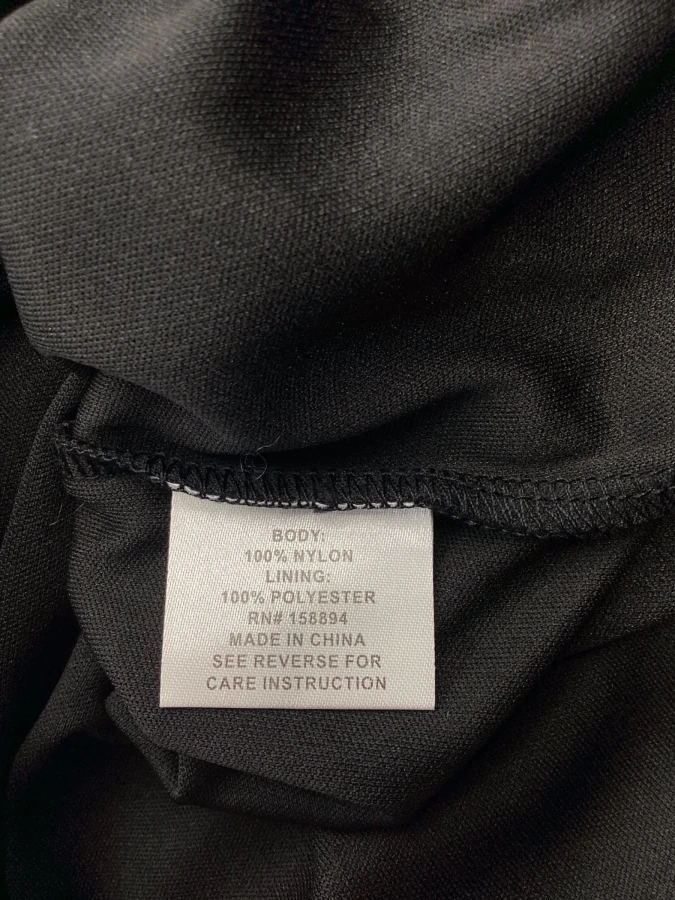 BODY:
100% NYLON
LINING:
100% POLYESTER
RN# 158894
MADE IN CHINA
SEE REVERSE FOR
CARE INSTRUCTION